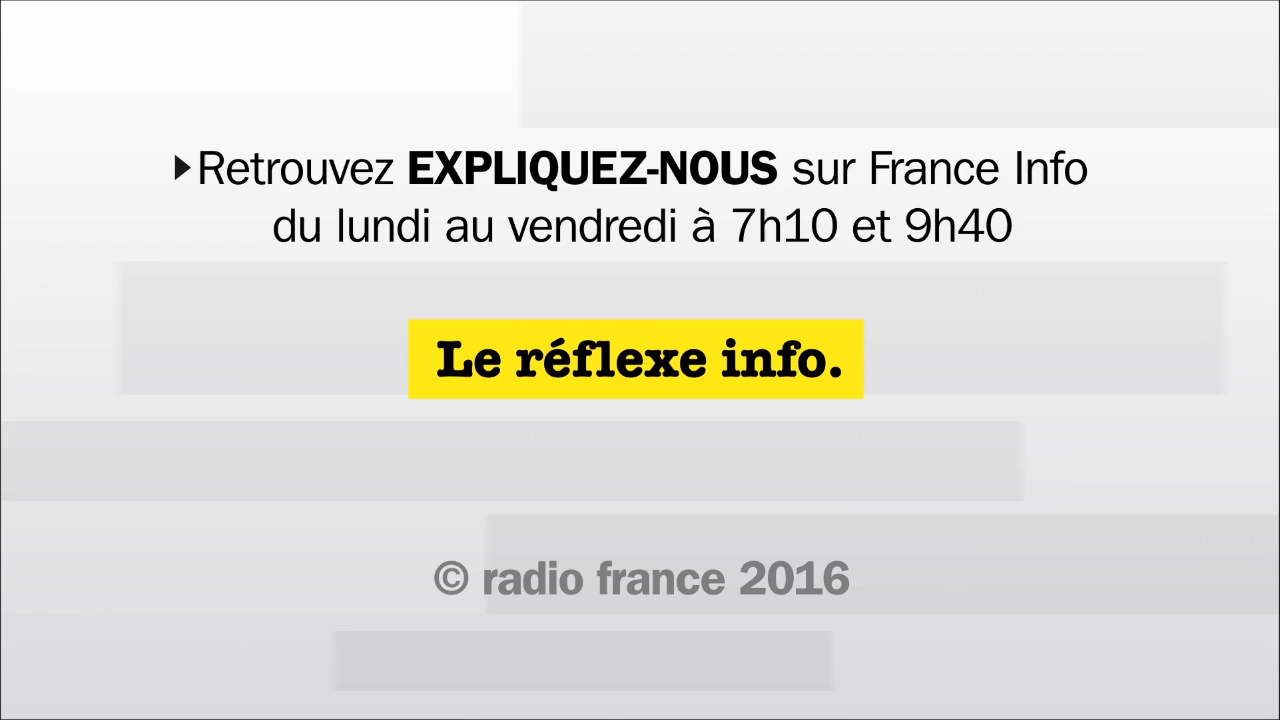 Retrouvez EXPLIQUEZ-NOUS sur France Info
du lundi au vendredi à 7h10 et 9h40
Le réflexe info.
© radio france 2016